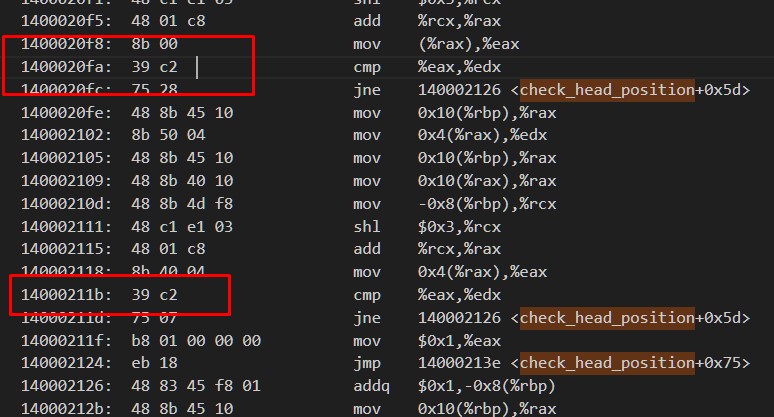 1400020f1: 48 c1 e1 03 shl $0x3,%rcx
1400020f5: 48 01 c8 add %rcx,%rax
1400020f8: 8b 00 mov (%rax),%eax
1400020fa: 39 c2 cmp %eax,%edx
1400020fc: 75 28 jne 140002126 <check_head_position+0x5d>
1400020fe: 48 8b 45 10 mov 0x10(%rbp),%rax
140002102: 8b 50 04 mov 0x4(%rax),%edx
140002105: 48 8b 45 10 mov 0x10(%rbp),%rax
140002109: 48 8b 40 10 mov 0x10(%rax),%rax
14000210d: 48 8b 4d f8 mov -0x8(%rbp),%rcx
140002111: 48 c1 e1 03 shl $0x3,%rcx
140002115: 48 01 c8 add %rcx,%rax
140002118: 8b 40 04 mov 0x4(%rax),%eax
14000211b: 39 c2 cmp %eax,%edx
14000211d: 75 07 jne 140002126 <check_head_position+0x5d>
14000211f: b8 01 00 00 00 mov $0x1,%eax
140002124: eb 18 jmp 14000213e <check_head_position+0x75>
140002126: 48 83 45 f8 01 addq $0x1,-0x8(%rbp)
14000212b: 48 8b 45 10 mov 0x10(%rbp),%rax